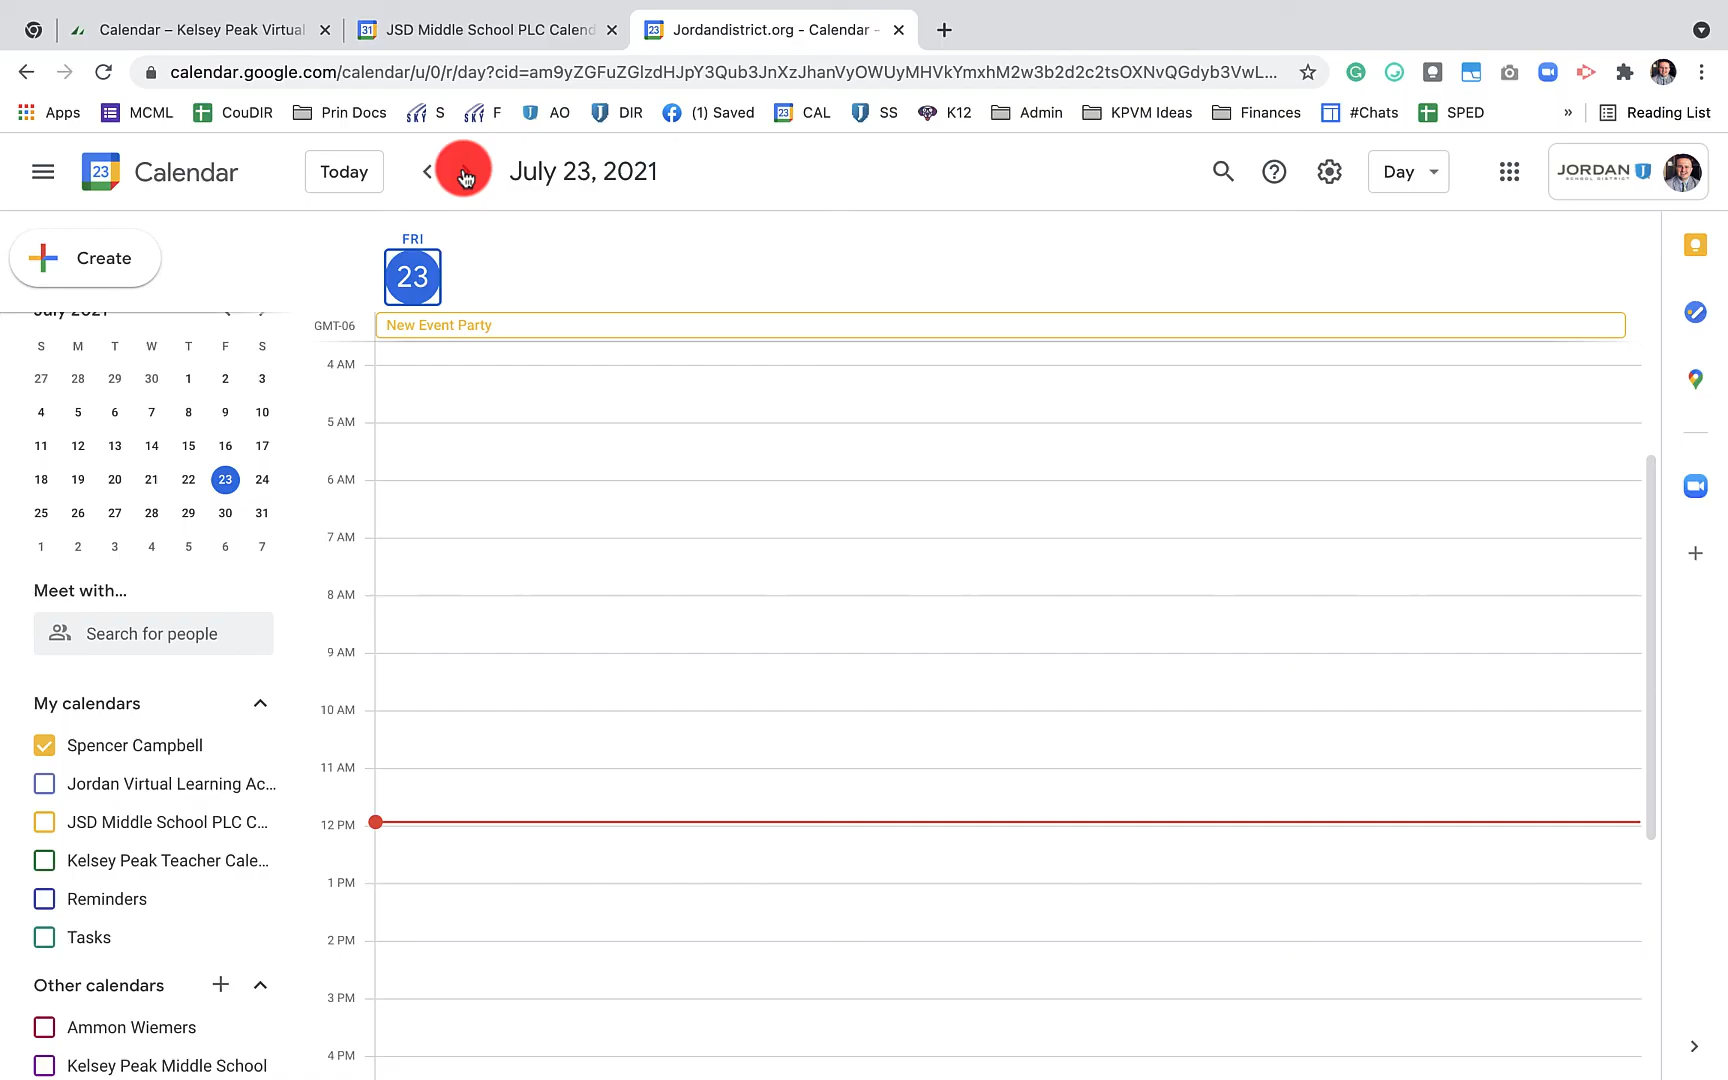 Calendar – Kelsey Peak Virtual
JSD Middle School PLC Calend
Jordandistrict.org - Calendar -
calendar.google.com/calendar/u/0/r/day?cid=am9yZGFuZGlzdHJpY3Qub3JnXzJhanVyOWUyMHVkYmxhM2w3b2d2c2tsOXNvQGdyb3VwL...
Apps MCML CouDIR Prin Docs S F AO DIR (1) Saved CAL SS K12 Admin KPVM Ideas Finances #Chats SPED » Reading List
23 Calendar Today July 23, 2021 Day JORDAN
SCHOOL DISTRICT
Create
FRI
23
July 2021
GMT-06 New Event Party
S M T W T F S
27 28 29 30 1 2 3
4 5 6 7 8 9 10
11 12 13 14 15 16 17
18 19 20 21 22 23 24
25 26 27 28 29 30 31
1 2 3 4 5 6 7
Meet with...
Search for people
My calendars
Spencer Campbell
Jordan Virtual Learning Ac...
JSD Middle School PLC C...
Kelsey Peak Teacher Cale...
Reminders
Tasks
Other calendars
Ammon Wiemers
Kelsey Peak Middle School
4 AM
5 AM
6 AM
7 AM
8 AM
9 AM
10 AM
11 AM
12 PM
1 PM
2 PM
3 PM
4 PM